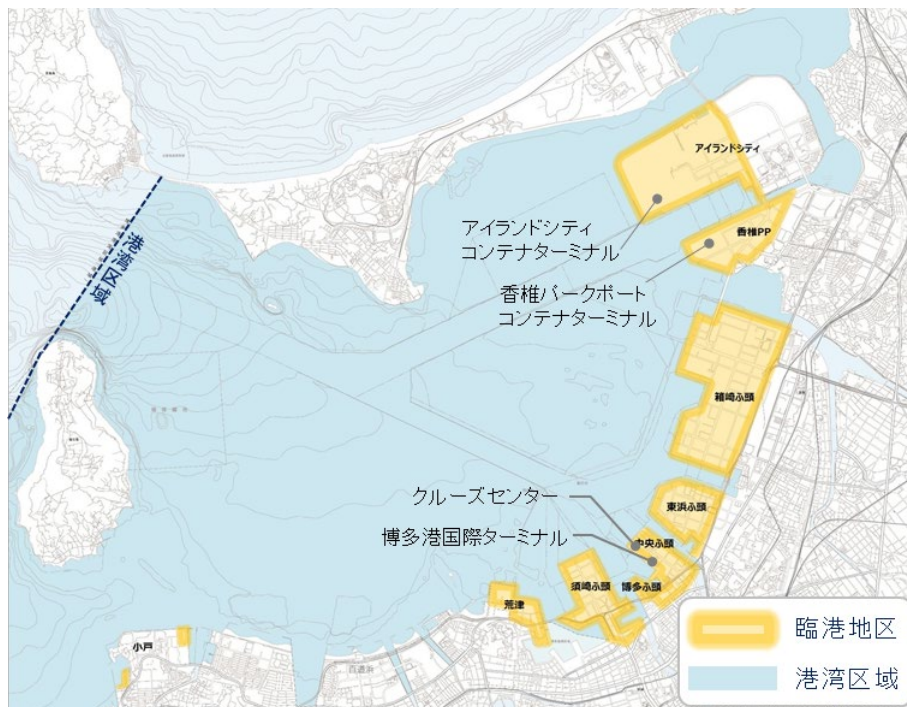 アイランドシティ
アイランドシティ
コンテナターミナル
香椎PP
香椎パークポート
コンテナターミナル
港湾区域
箱崎ふ頭
クルーズセンター
東浜ふ頭
博多港国際ターミナル
中央ふ頭
須崎ふ頭
博多ふ頭
荒津
小戸
百道浜
臨港地区
港湾区域